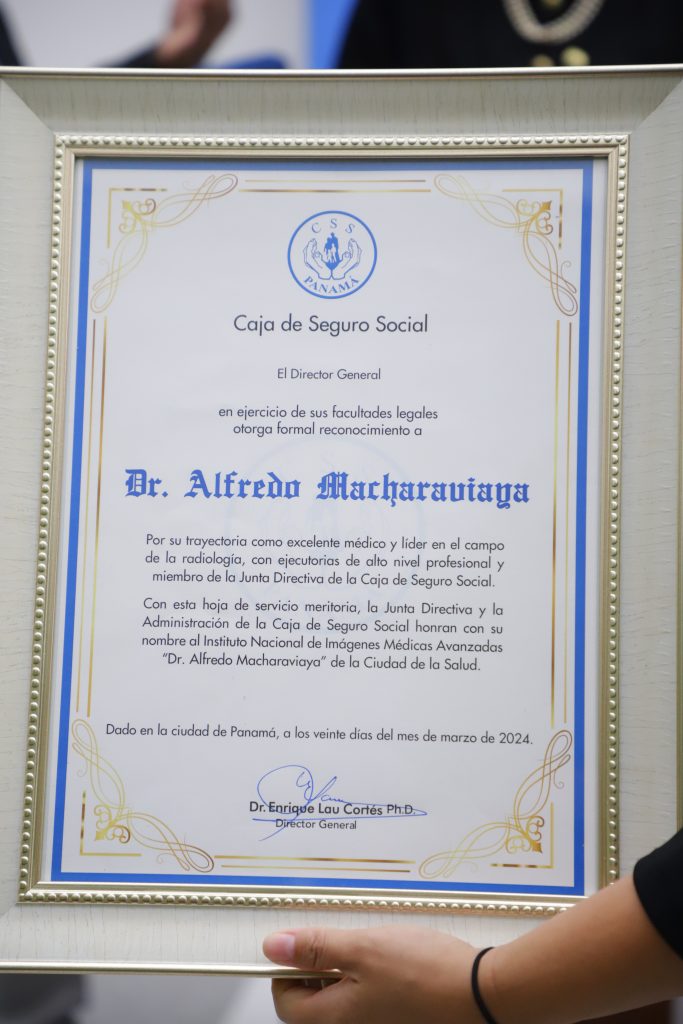 CSS
PANAMÁ
Caja de Seguro Social
El Director General
en ejercicio de sus facultades legales
otorga formal reconocimiento a
Dr. Alfredo Macharaviaya
Por su trayectoria como excelente médico y líder en el campo
de la radiología, con ejecutorias de alto nivel profesional y
miembro de la Junta Directiva de la Caja de Seguro Social.
Con esta hoja de servicio meritoria, la Junta Directiva y la
Administración de la Caja de Seguro Social honran con su
nombre al Instituto Nacional de Imágenes Médicas Avanzadas
“Dr. Alfredo Macharaviaya” de la Ciudad de la Salud.
Dado en la ciudad de Panamá, a los veinte días del mes de marzo de 2024.
Dr. Enrique Lau Cortés Ph.D.
Director General